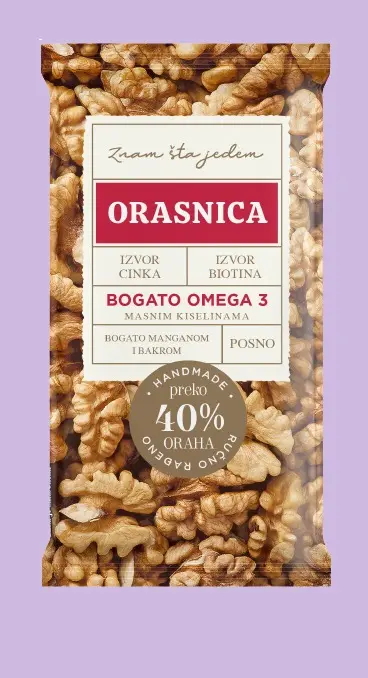 Znam šta jedem
ORASNICA
IZVOR
CINKA
IZVOR
BIOTINA
BOGATO OMEGA 3
MASNIM KISELINAMA
BOGATO MANGANOM
I BAKROM
POSNO
• HANDMADE •
preko
40%
ORAHA
RUČNO RAĐENO